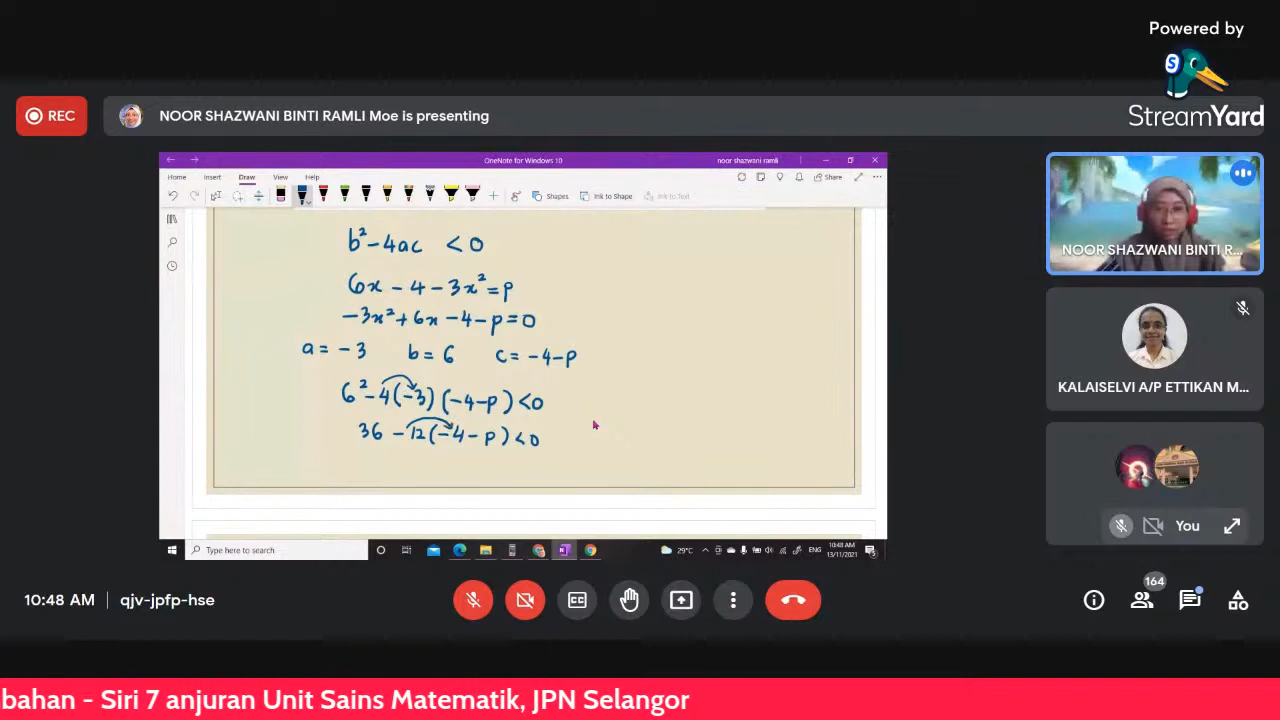 Powered by
S
StreamYard
REC
NOOR SHAZWANI BINTI RAMLI Moe is presenting
OneNote for Windows 10
noor shazwani ramli
Home Insert Draw View Help
Share
Shapes
Ink to Shape
Ink to Text
b² - 4ac < 0
6x - 4 - 3x² = p
-3x² + 6x - 4 - p = 0
a = -3 b = 6 c = -4-p
6² - 4(-3)(-4-p) < 0
36 - 12(-4-p) < 0
Type here to search
29°C
ENG
10:48 AM
13/11/2021
NOOR SHAZWANI BINTI R...
KALAISELVI A/P ETTIKAN M...
You
10:48 AM
qjv-jpfp-hse
CC
164
bahan - Siri 7 anjuran Unit Sains Matematik, JPN Selangor